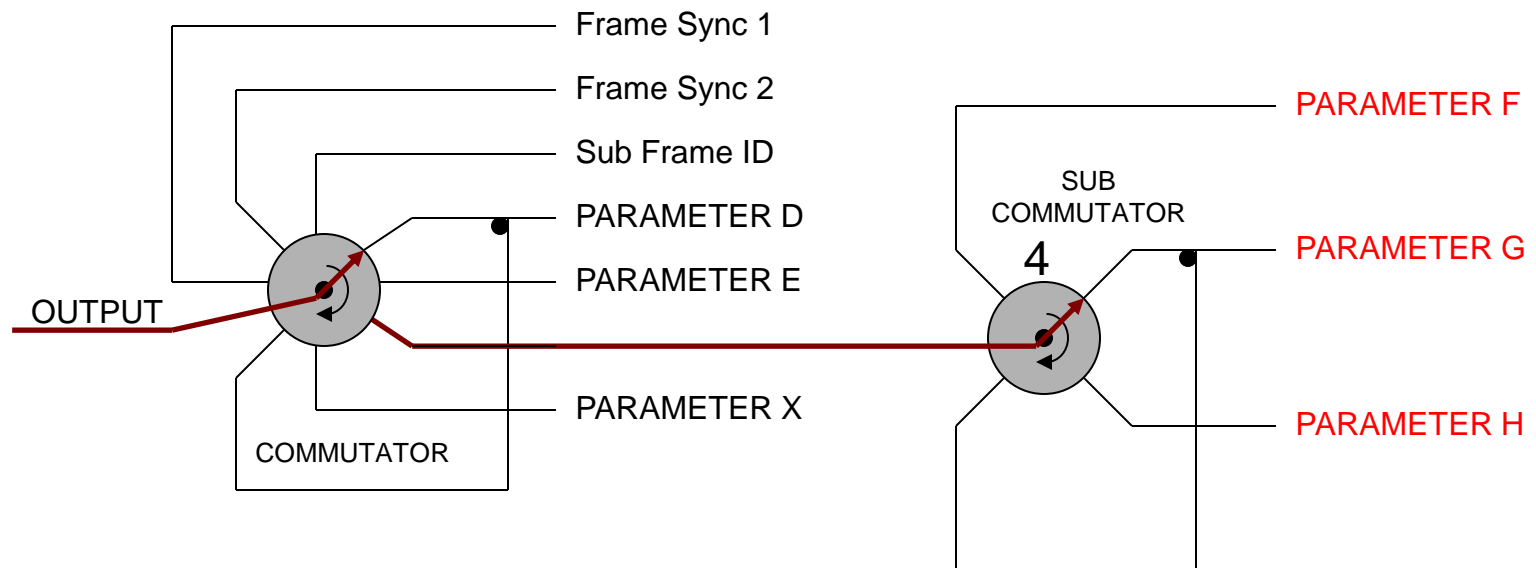 Frame Sync 1
Frame Sync 2
Sub Frame ID
PARAMETER D
PARAMETER E
OUTPUT
PARAMETER X
COMMUTATOR
PARAMETER F
SUB
COMMUTATOR
4
PARAMETER G
PARAMETER H